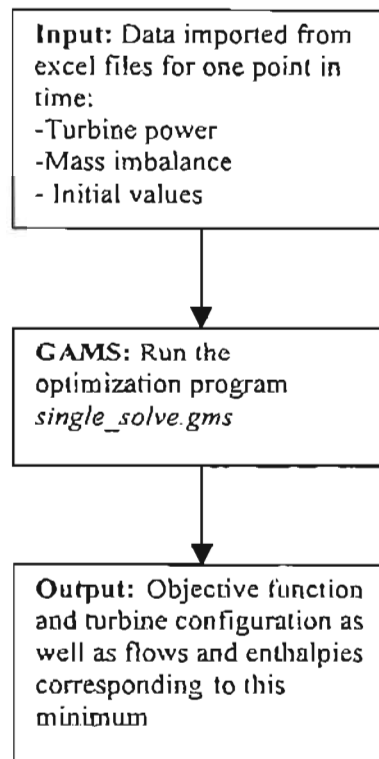 Input: Data imported from
excel files for one point in
time:
-Turbine power
-Mass imbalance
- Initial values
GAMS: Run the
optimization program
single_solve.gms
Output: Objective function
and turbine configuration as
well as flows and enthalpies
corresponding to this
minimum